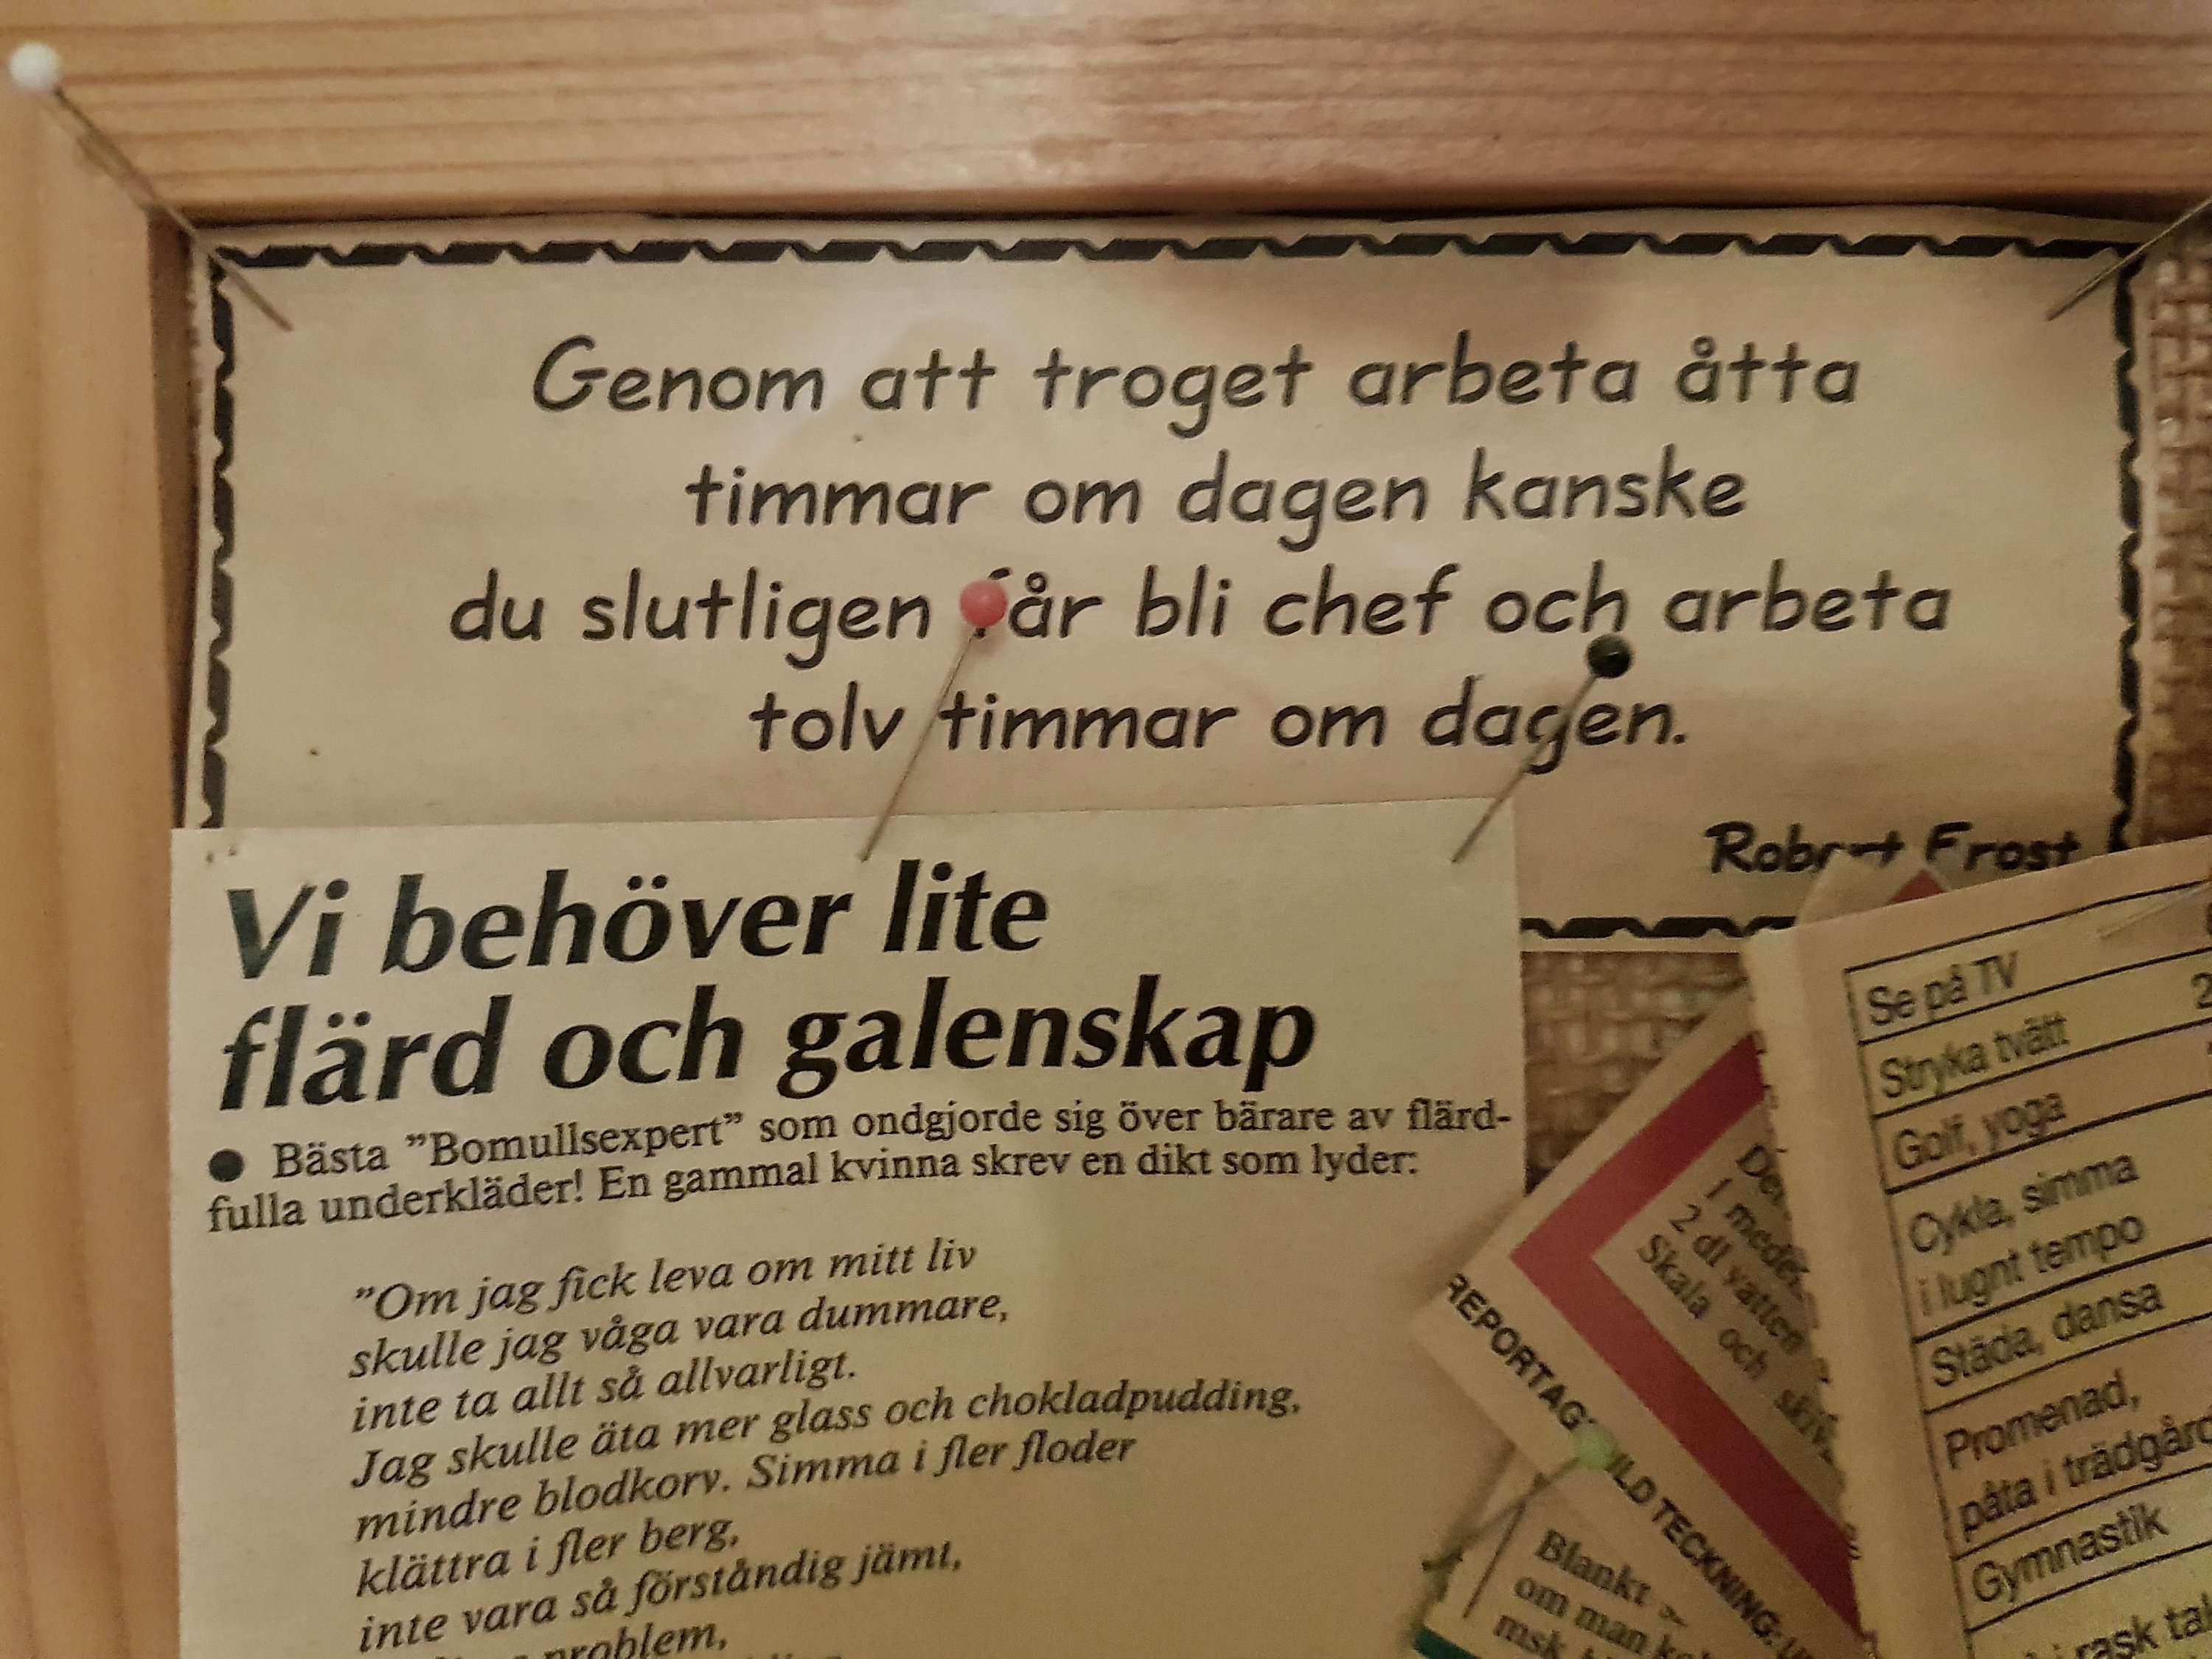 Genom att troget arbeta åtta
timmar om dagen kanske
du slutligen får bli chef och arbeta
tolv timmar om dagen.
Robert Frost
Vi behöver lite
flärd och galenskap
● Bästa ”Bomullsexpert” som ondgjorde sig över bärare av flärd-
fulla underkläder! En gammal kvinna skrev en dikt som lyder:
”Om jag fick leva om mitt liv
skulle jag våga vara dummare,
inte ta allt så allvarligt.
Jag skulle äta mer glass och chokladpudding,
mindre blodkorv. Simma i fler floder
klättra i fler berg,
inte vara så förståndig jämt,
problem,
Se på TV
Stryka tvätt
Golf, yoga
Cykla, simma
i lugnt tempo
Städa, dansa
Promenad,
påta i trädgård
Gymnastik
i rask
1
2 dl vatten
Skala och
REPORTAG
ILD TECKNING:
Blankt
om man
msk